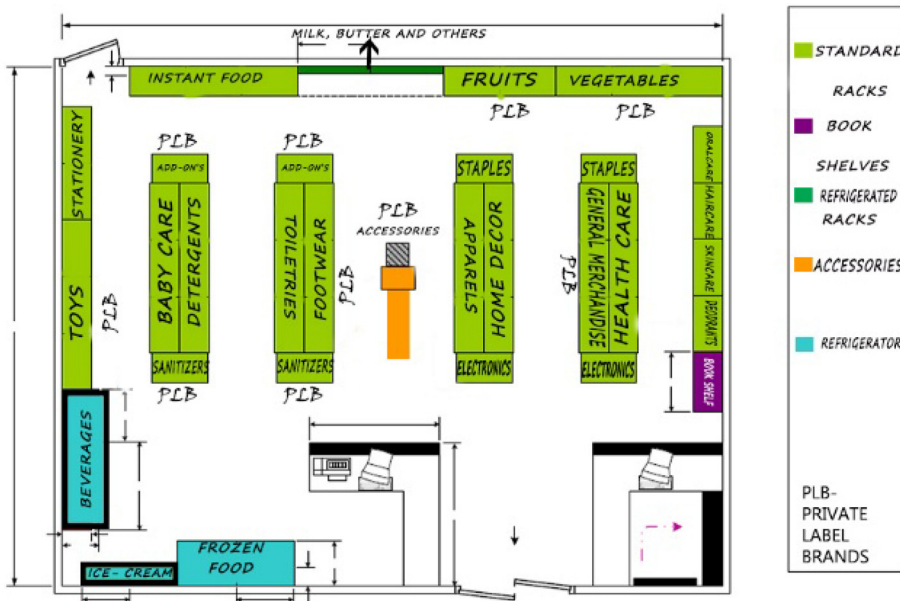 MILK, BUTTER AND OTHERS
INSTANT FOOD
FRUITS
VEGETABLES
PLB
PLB
STATIONERY
TOYS
PLB
PLB
ADD-ON'S
BABY CARE
DETERGENTS
SANITIZERS
PLB
PLB
ADD-ON'S
TOILETRIES
FOOTWEAR
SANITIZERS
PLB
PLB
PLB
ACCESSORIES
STAPLES
APPARELS
HOME DECOR
ELECTRONICS
STAPLES
GENERAL MERCHANDISE
HEALTH CARE
ELECTRONICS
PLB
ORALCARE
HAIRCARE
SKINCARE
DEODRANTS
BOOK SHELF
BEVERAGES
ICE- CREAM
FROZEN
FOOD
STANDARD
RACKS
BOOK
SHELVES
REFRIGERATED
RACKS
ACCESSORIES
REFRIGERATOR
PLB-
PRIVATE
LABEL
BRANDS